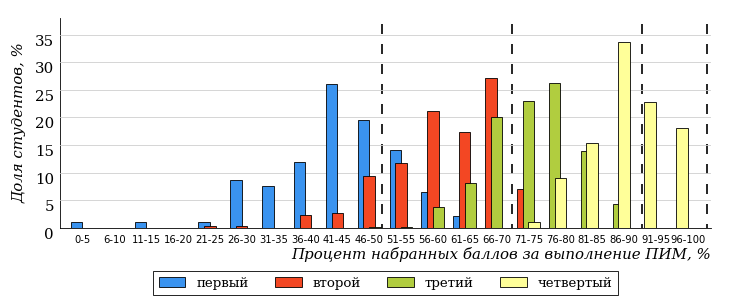 Доля студентов, %
35
30
25
20
15
10
5
0
0-5 6-10 11-15 16-20 21-25 26-30 31-35 36-40 41-45 46-50 51-55 56-60 61-65 66-70 71-75 76-80 81-85 86-90 91-95 96-100
Процент набранных баллов за выполнение ПИМ, %
первый второй третий четвертый